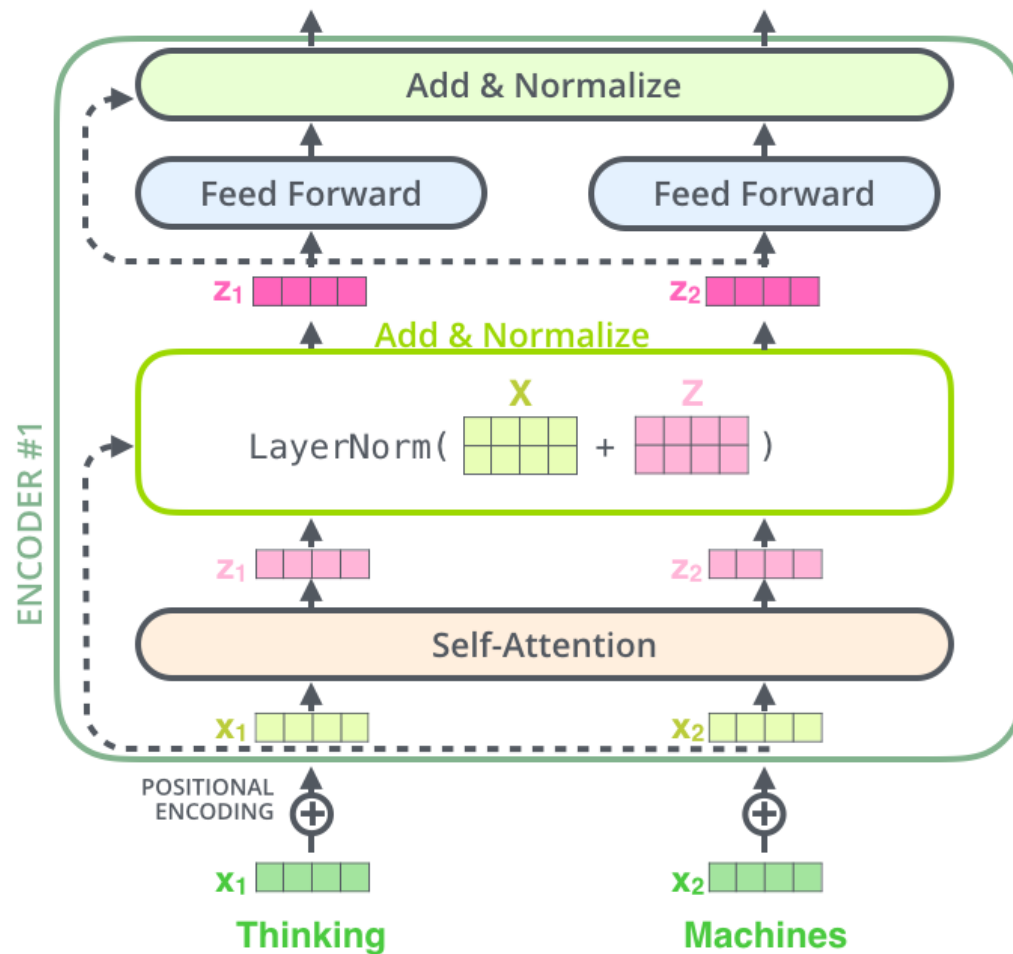 Add & Normalize
Feed Forward Feed Forward
z1 z2
Add & Normalize
X Z
LayerNorm( + )
ENCODER #1
z1 z2
Self-Attention
x1 x2
POSITIONAL
ENCODING
x1 x2
Thinking Machines